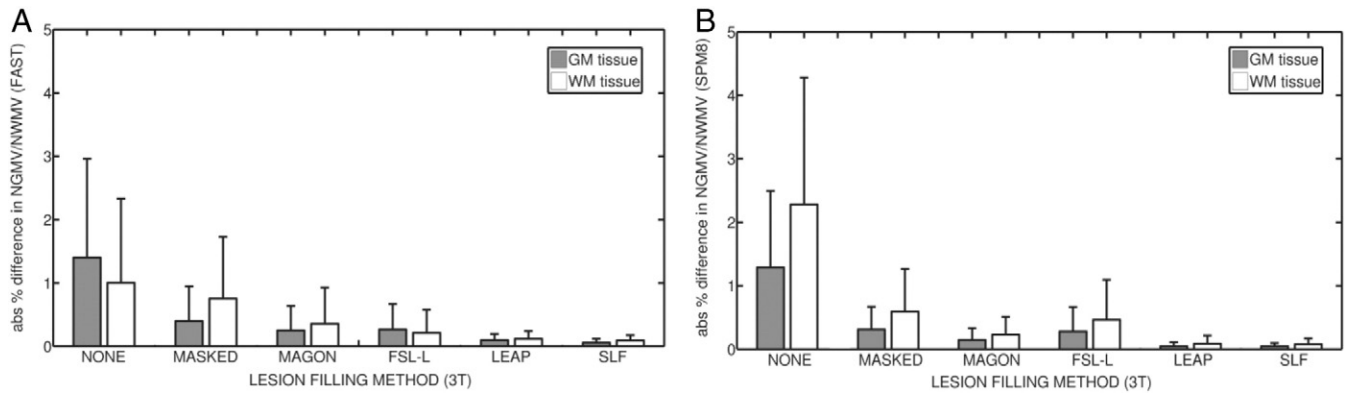 A
abs % difference in NGMV/NWMV (FAST)
5
4
3
2
1
0
GM tissue
WM tissue
NONE MASKED MAGON FSL-L LEAP SLF
LESION FILLING METHOD (3T)
B
abs % difference in NGMV/NWMV (SPM8)
5
4
3
2
1
0
GM tissue
WM tissue
NONE MASKED MAGON FSL-L LEAP SLF
LESION FILLING METHOD (3T)